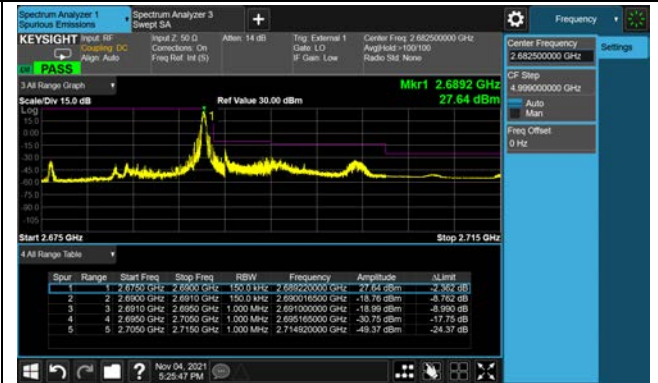 Spectrum Analyzer 1
Spurious Emissions
Spectrum Analyzer 3
Swept SA
Frequency
KEYSIGHT
Input: RF
Coupling: DC
Align: Auto
Input Z: 50 Ω
Corrections: On
Freq Ref: Int (S)
Atten: 14 dB
Trig: External 1
Gate: LO
IF Gain: Low
Center Freq: 2.682500000 GHz
Avg|Hold:>100/100
Radio Std: None
PASS
Center Frequency
2.682500000 GHz
Settings
CF Step
4.999000000 GHz
Auto
Man
Freq Offset
0 Hz
3 All Range Graph
Mkr1 2.6892 GHz
27.64 dBm
Scale/Div 15.0 dB
Ref Value 30.00 dBm
Log
15.0
0.00
-15.0
-30.0
-45.0
-60.0
-75.0
-90.0
-105
1
Start 2.675 GHz
Stop 2.715 GHz
4 All Range Table
Spur Range Start Freq Stop Freq RBW Frequency Amplitude ΔLimit
1 1 2.6750 GHz 2.6900 GHz 150.0 kHz 2.689220000 GHz 27.64 dBm -2.362 dB
2 2 2.6900 GHz 2.6910 GHz 150.0 kHz 2.690016500 GHz -18.76 dBm -8.762 dB
3 3 2.6910 GHz 2.6950 GHz 1.000 MHz 2.691000000 GHz -18.99 dBm -8.990 dB
4 4 2.6950 GHz 2.7050 GHz 1.000 MHz 2.695165000 GHz -30.75 dBm -17.75 dB
5 5 2.7050 GHz 2.7150 GHz 1.000 MHz 2.714920000 GHz -49.37 dBm -24.37 dB
Nov 04, 2021
5:25:47 PM